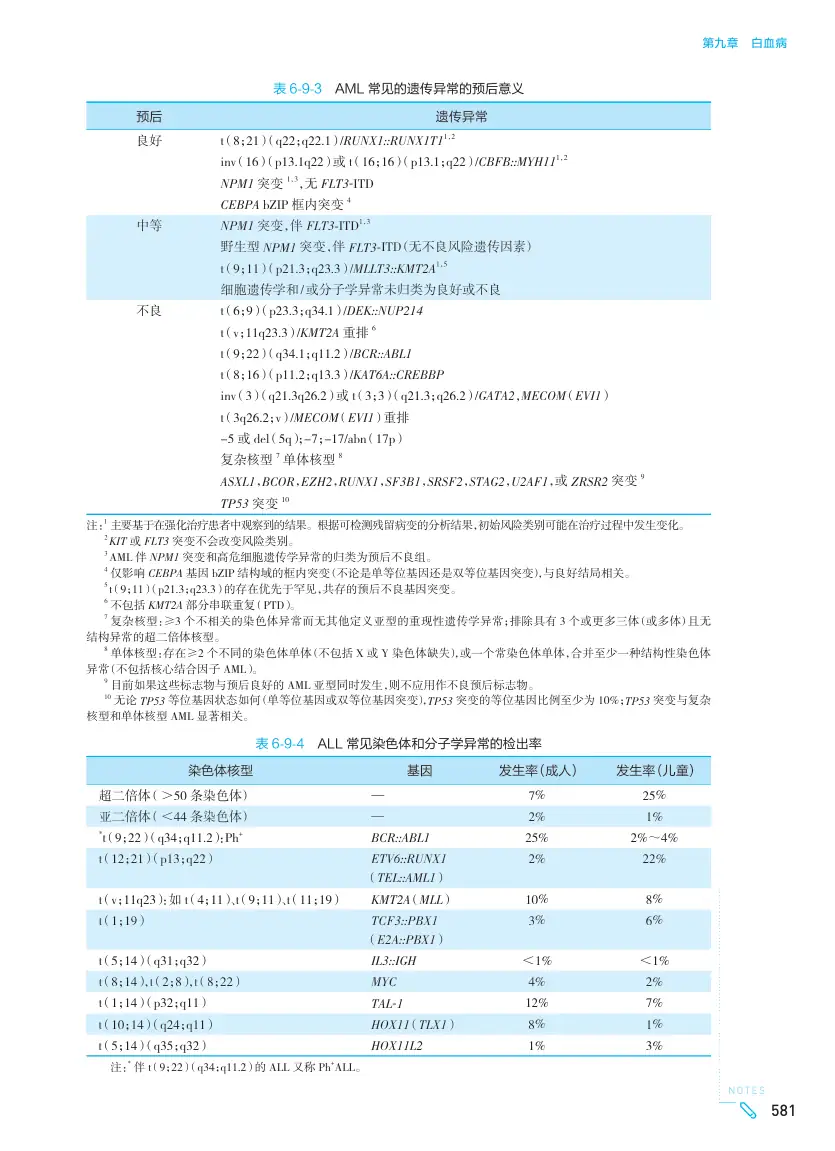 第九章 白血病
表 6-9-3 AML 常见的遗传异常的预后意义
预后 遗传异常
良好 t(8;21)(q22;q22.1)/RUNX1::RUNX1T1¹,²
inv(16)(p13.1q22)或 t(16;16)(p13.1;q22)/CBFB::MYH11¹,²
NPM1 突变¹,³,无 FLT3-ITD
CEBPA bZIP 框内突变⁴
中等 NPM1 突变,伴 FLT3-ITD¹,³
野生型 NPM1 突变,伴 FLT3-ITD(无不良风险遗传因素)
t(9;11)(p21.3;q23.3)/MLLT3::KMT2A¹,⁵
细胞遗传学和/或分子学异常未归类为良好或不良
不良 t(6;9)(p23.3;q34.1)/DEK::NUP214
t(v;11q23.3)/KMT2A 重排⁶
t(9;22)(q34.1;q11.2)/BCR::ABL1
t(8;16)(p11.2;q13.3)/KAT6A::CREBBP
inv(3)(q21.3q26.2)或 t(3;3)(q21.3;q26.2)/GATA2,MECOM(EVI1)
t(3q26.2;v)/MECOM(EVI1)重排
–5 或 del(5q);–7;–17/abn(17p)
复杂核型⁷ 单体核型⁸
ASXL1,BCOR,EZH2,RUNX1,SF3B1,SRSF2,STAG2,U2AF1,或 ZRSR2 突变⁹
TP53 突变¹⁰
注:¹ 主要基于在强化治疗患者中观察到的结果。根据可检测残留病变的分析结果,初始风险类别可能在治疗过程中发生变化。
² KIT 或 FLT3 突变不会改变风险类别。
³ AML 伴 NPM1 突变和高危细胞遗传学异常的归类为预后不良组。
⁴ 仅影响 CEBPA 基因 bZIP 结构域的框内突变(不论是单等位基因还是双等位基因突变),与良好结局相关。
⁵ t(9;11)(p21.3;q23.3)的存在优先于罕见,共存的预后不良基因突变。
⁶ 不包括 KMT2A 部分串联重复(PTD)。
⁷ 复杂核型:≥3 个不相关的染色体异常而无其他定义亚型的重现性遗传学异常;排除具有 3 个或更多三体(或多体)且无
结构异常的超二倍体核型。
⁸ 单体核型:存在≥2 个不同的染色体单体(不包括 X 或 Y 染色体缺失),或一个常染色体单体,合并至少一种结构性染色体
异常(不包括核心结合因子 AML)。
⁹ 目前如果这些标志物与预后良好的 AML 亚型同时发生,则不应用作不良预后标志物。
¹⁰ 无论 TP53 等位基因状态如何(单等位基因或双等位基因突变),TP53 突变的等位基因比例至少为 10%;TP53 突变与复杂
核型和单体核型 AML 显著相关。
表 6-9-4 ALL 常见染色体和分子学异常的检出率
染色体核型 基因 发生率(成人) 发生率(儿童)
超二倍体(>50 条染色体) — 7% 25%
亚二倍体(<44 条染色体) — 2% 1%
*t(9;22)(q34;q11.2):Ph⁺ BCR::ABL1 25% 2%~4%
t(12;21)(p13;q22) ETV6::RUNX1 2% 22%
(TEL::AML1)
t(v;11q23):如 t(4;11)、t(9;11)、t(11;19) KMT2A(MLL) 10% 8%
t(1;19) TCF3::PBX1 3% 6%
(E2A::PBX1)
t(5;14)(q31;q32) IL3::IGH <1% <1%
t(8;14)、t(2;8)、t(8;22) MYC 4% 2%
t(1;14)(p32;q11) TAL-1 12% 7%
t(10;14)(q24;q11) HOX11(TLX1) 8% 1%
t(5;14)(q35;q32) HOX11L2 1% 3%
注:* 伴 t(9;22)(q34;q11.2)的 ALL 又称 Ph⁺ALL。
NOTES
581